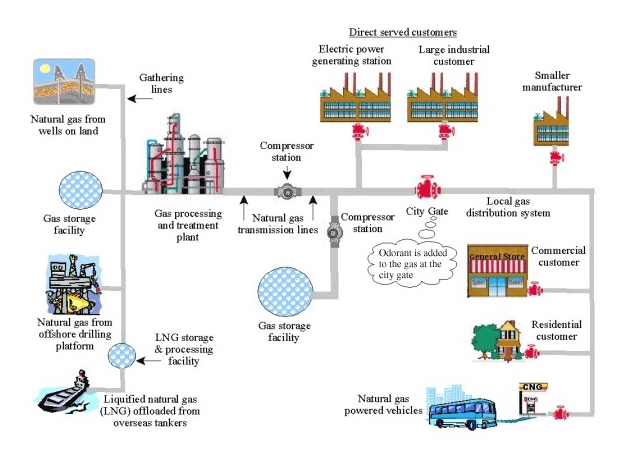 Direct served customers
Electric power
generating station
Large industrial
customer
Smaller
manufacturer
Gathering
lines
Natural gas from
wells on land
Compressor
station
Gas storage
facility
Gas processing
and treatment
plant
Natural gas
transmission lines
Compressor
station
City Gate
Local gas
distribution system
Odorant is added
to the gas at the
city gate
General Store
Commercial
customer
Natural gas from
offshore drilling
platform
Gas storage
facility
LNG storage
& processing
facility
Residential
customer
Liquified natural gas
(LNG) offloaded from
overseas tankers
Natural gas
powered vehicles
CNG
CNG